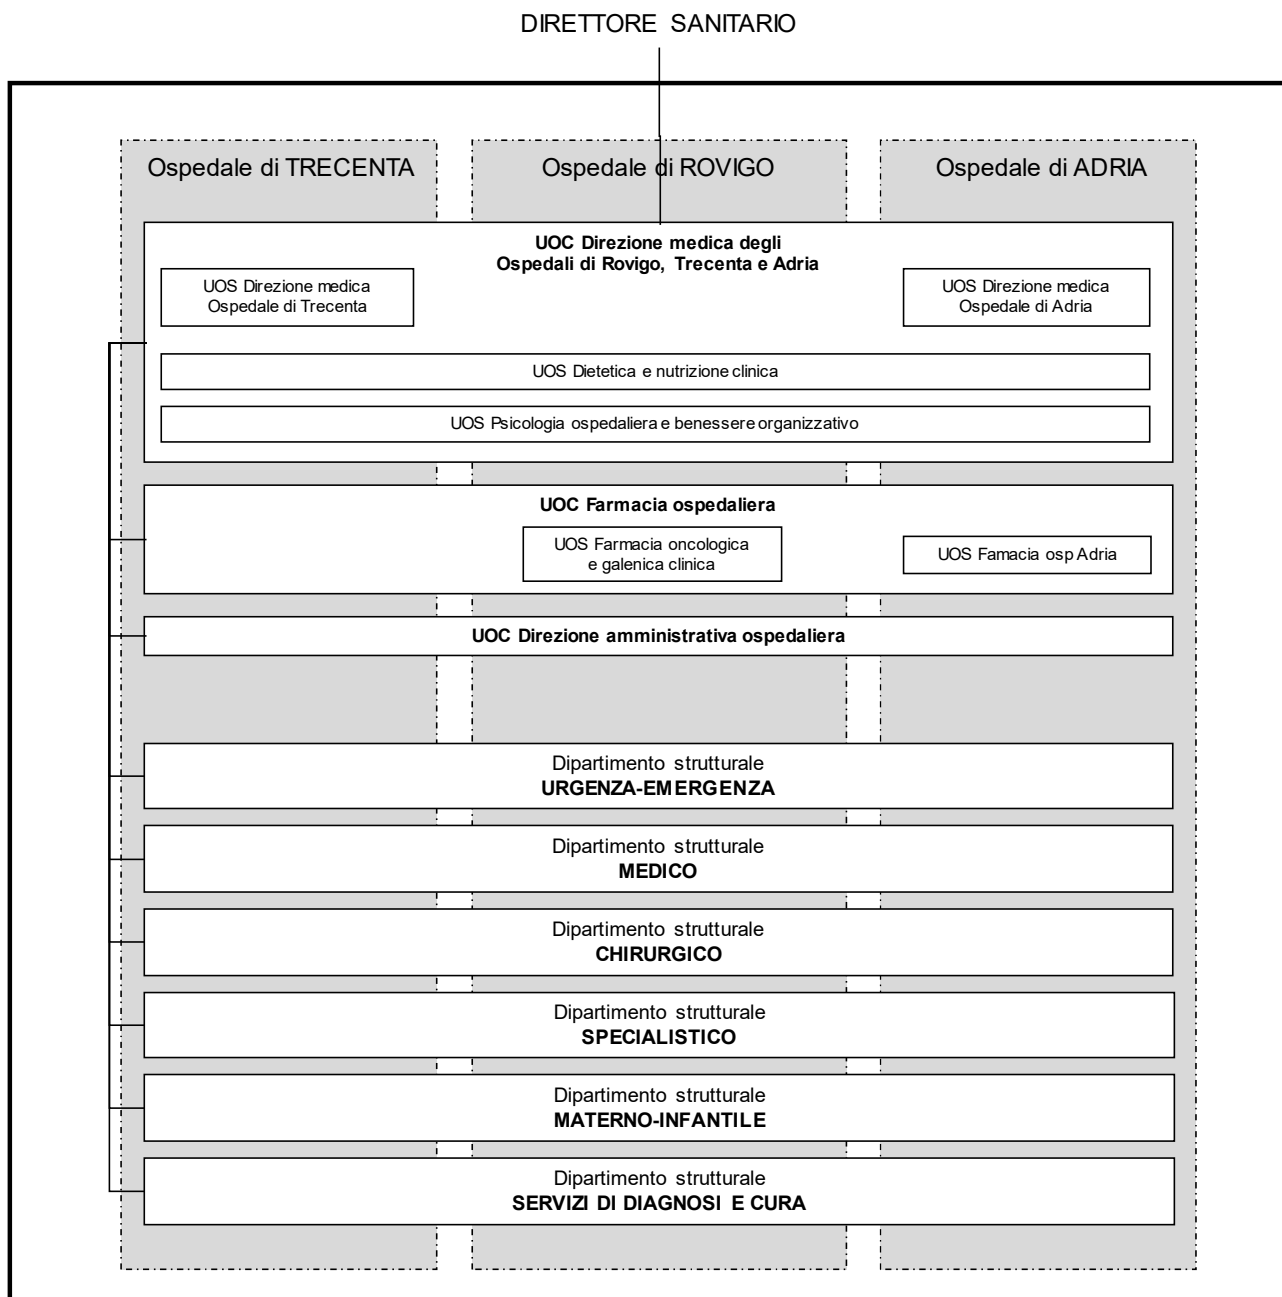 DIRETTORE SANITARIO
Ospedale di TRECENTA
Ospedale di ROVIGO
Ospedale di ADRIA
UOC Direzione medica degli
Ospedali di Rovigo, Trecenta e Adria
UOS Direzione medica
Ospedale di Trecenta
UOS Direzione medica
Ospedale di Adria
UOS Dietetica e nutrizione clinica
UOS Psicologia ospedaliera e benessere organizzativo
UOC Farmacia ospedaliera
UOS Farmacia oncologica
e galenica clinica
UOS Famacia osp Adria
UOC Direzione amministrativa ospedaliera
Dipartimento strutturale
URGENZA-EMERGENZA
Dipartimento strutturale
MEDICO
Dipartimento strutturale
CHIRURGICO
Dipartimento strutturale
SPECIALISTICO
Dipartimento strutturale
MATERNO-INFANTILE
Dipartimento strutturale
SERVIZI DI DIAGNOSI E CURA